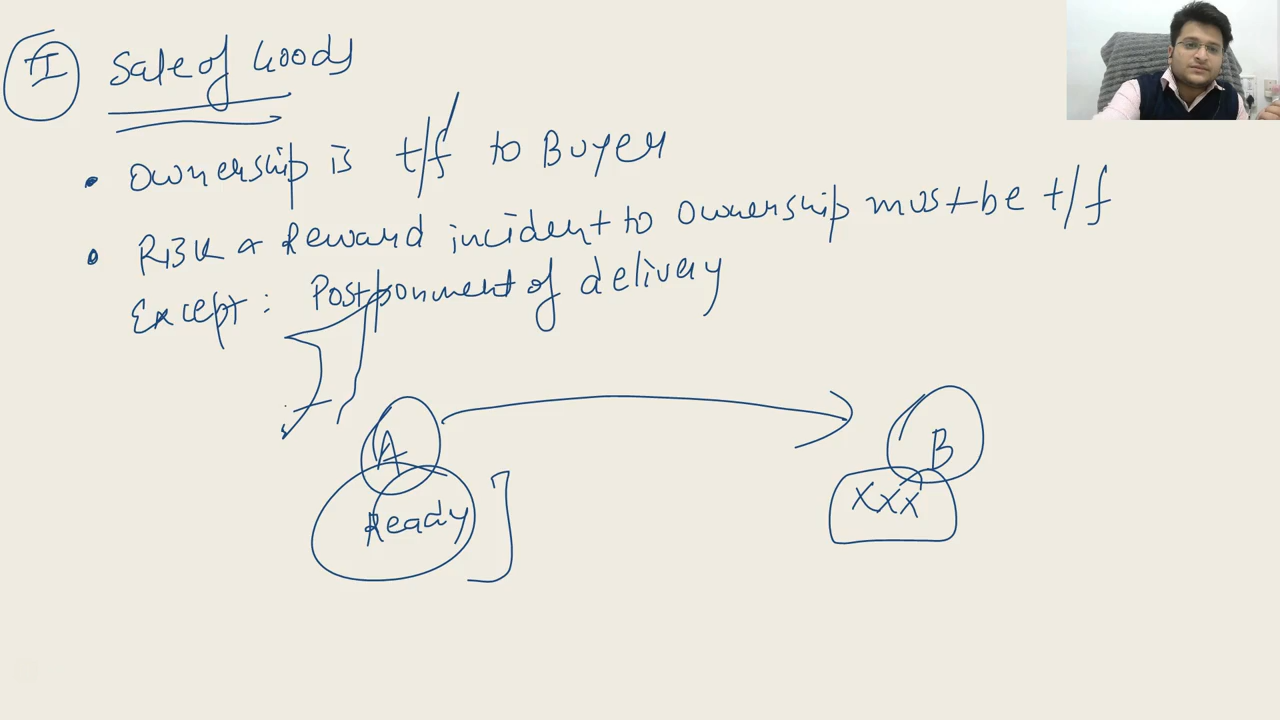 II Sale of Goods
• Ownership is t/f to Buyer
• Risk & Reward incident to ownership must be t/f
Except: Postponment of delivery
A
B
Ready
XXX